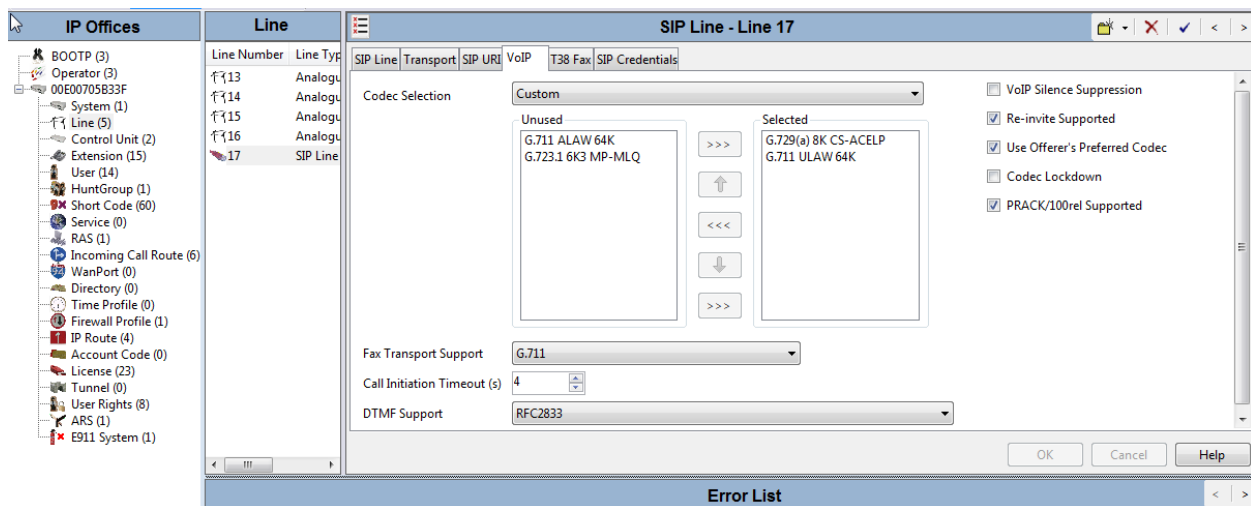 IP Offices
BOOTP (3)
Operator (3)
00E00705B33F
System (1)
Line (5)
Control Unit (2)
Extension (15)
User (14)
HuntGroup (1)
Short Code (60)
Service (0)
RAS (1)
Incoming Call Route (6)
WanPort (0)
Directory (0)
Time Profile (0)
Firewall Profile (1)
IP Route (4)
Account Code (0)
License (23)
Tunnel (0)
User Rights (8)
ARS (1)
E911 System (1)
Line
Line Number Line Typ
13 Analogu
14 Analogu
15 Analogu
16 Analogu
17 SIP Line
SIP Line - Line 17
SIP Line Transport SIP URI VoIP T38 Fax SIP Credentials
Codec Selection Custom
Unused
G.711 ALAW 64K
G.723.1 6K3 MP-MLQ
>>>
<<<
>>>
Selected
G.729(a) 8K CS-ACELP
G.711 ULAW 64K
VoIP Silence Suppression
Re-invite Supported
Use Offerer's Preferred Codec
Codec Lockdown
PRACK/100rel Supported
Fax Transport Support G.711
Call Initiation Timeout (s) 4
DTMF Support RFC2833
OK Cancel Help
Error List